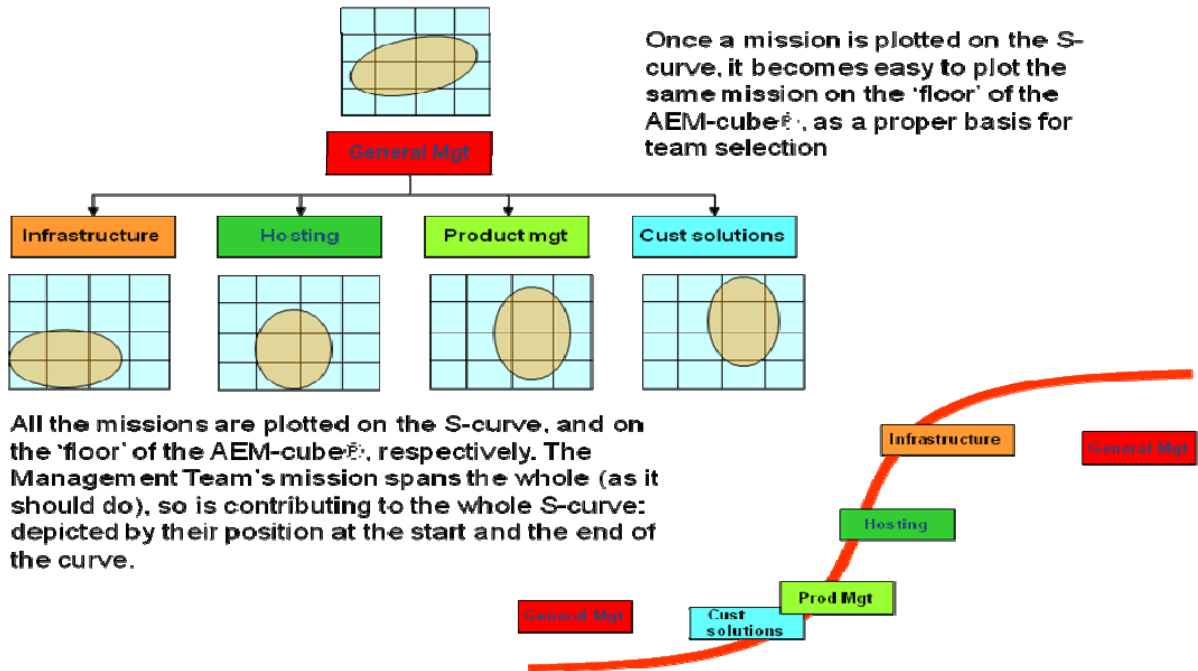 Once a mission is plotted on the S-
curve, it becomes easy to plot the
same mission on the ‘floor’ of the
AEM-cube®, as a proper basis for
team selection
General Mgt
Infrastructure
Hosting
Product mgt
Cust solutions
All the missions are plotted on the S-curve, and on
the ‘floor’ of the AEM-cube®, respectively. The
Management Team’s mission spans the whole (as it
should do), so is contributing to the whole S-curve:
depicted by their position at the start and the end of
the curve.
Infrastructure
General Mgt
Hosting
Prod Mgt
General Mgt
Cust
solutions